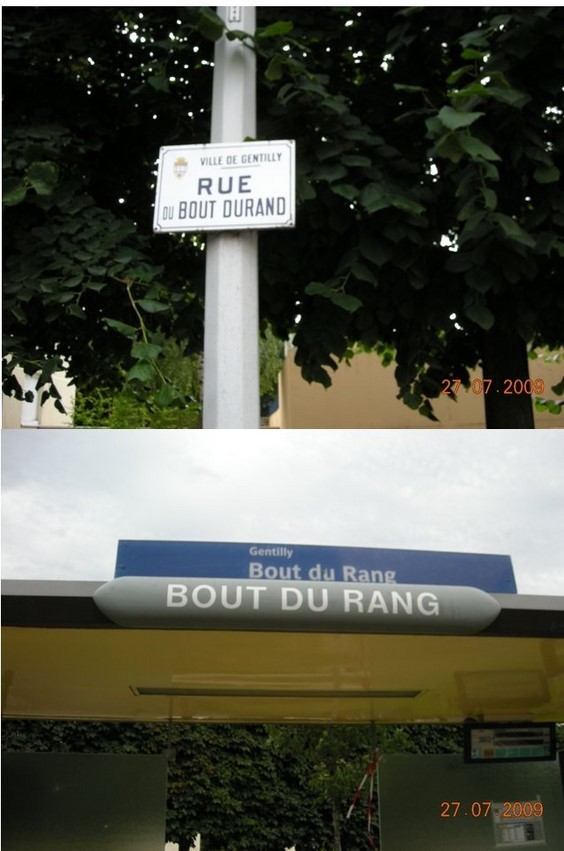 VILLE DE GENTILLY
RUE
DU BOUT DURAND
27.07.2009
Gentilly
Bout du Rang
BOUT DU RANG
27.07.2009